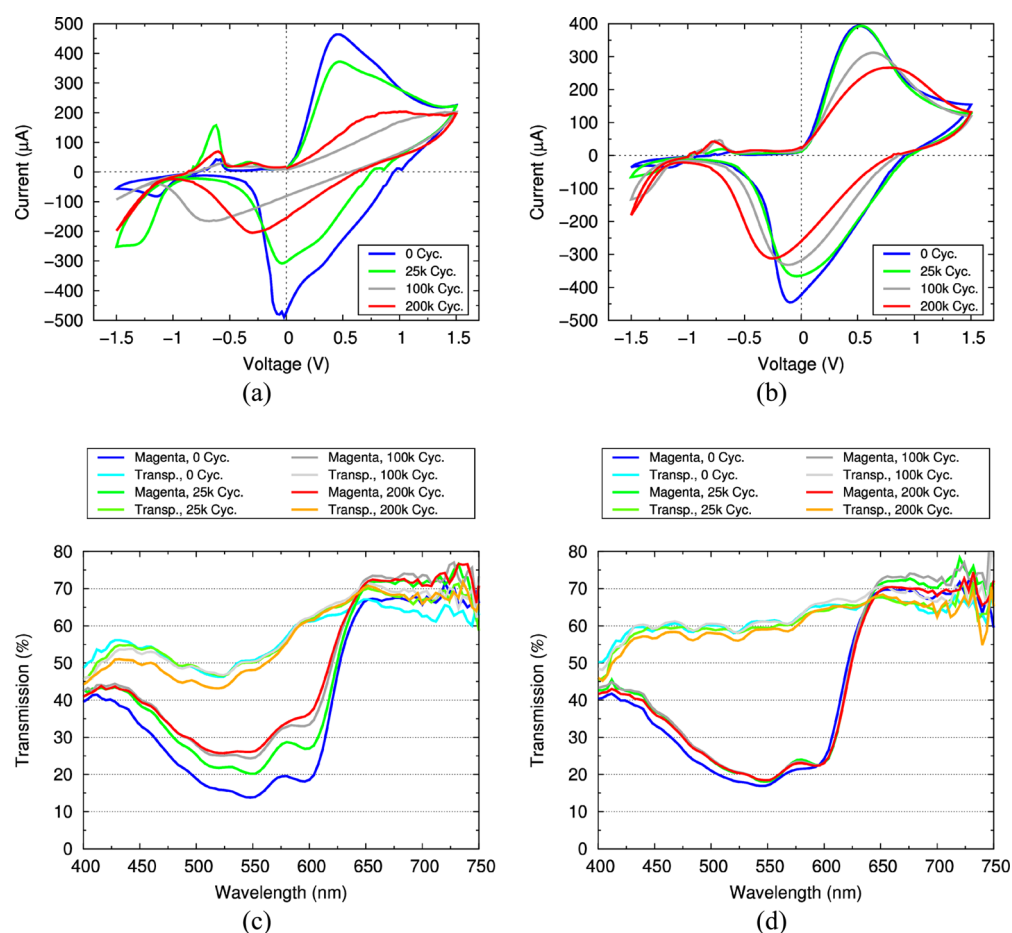 500
400
300
200
100
0
−100
−200
−300
−400
−500
Current (µA)
−1.5 −1 −0.5 0 0.5 1 1.5
Voltage (V)
0 Cyc.
25k Cyc.
100k Cyc.
200k Cyc.
(a)
400
300
200
100
0
−100
−200
−300
−400
−500
Current (µA)
−1.5 −1 −0.5 0 0.5 1 1.5
Voltage (V)
0 Cyc.
25k Cyc.
100k Cyc.
200k Cyc.
(b)
Magenta, 0 Cyc. Magenta, 100k Cyc.
Transp., 0 Cyc. Transp., 100k Cyc.
Magenta, 25k Cyc. Magenta, 200k Cyc.
Transp., 25k Cyc. Transp., 200k Cyc.
80
70
60
50
40
30
20
10
0
Transmission (%)
400 450 500 550 600 650 700 750
Wavelength (nm)
(c)
Magenta, 0 Cyc. Magenta, 100k Cyc.
Transp., 0 Cyc. Transp., 100k Cyc.
Magenta, 25k Cyc. Magenta, 200k Cyc.
Transp., 25k Cyc. Transp., 200k Cyc.
80
70
60
50
40
30
20
10
0
Transmission (%)
400 450 500 550 600 650 700 750
Wavelength (nm)
(d)